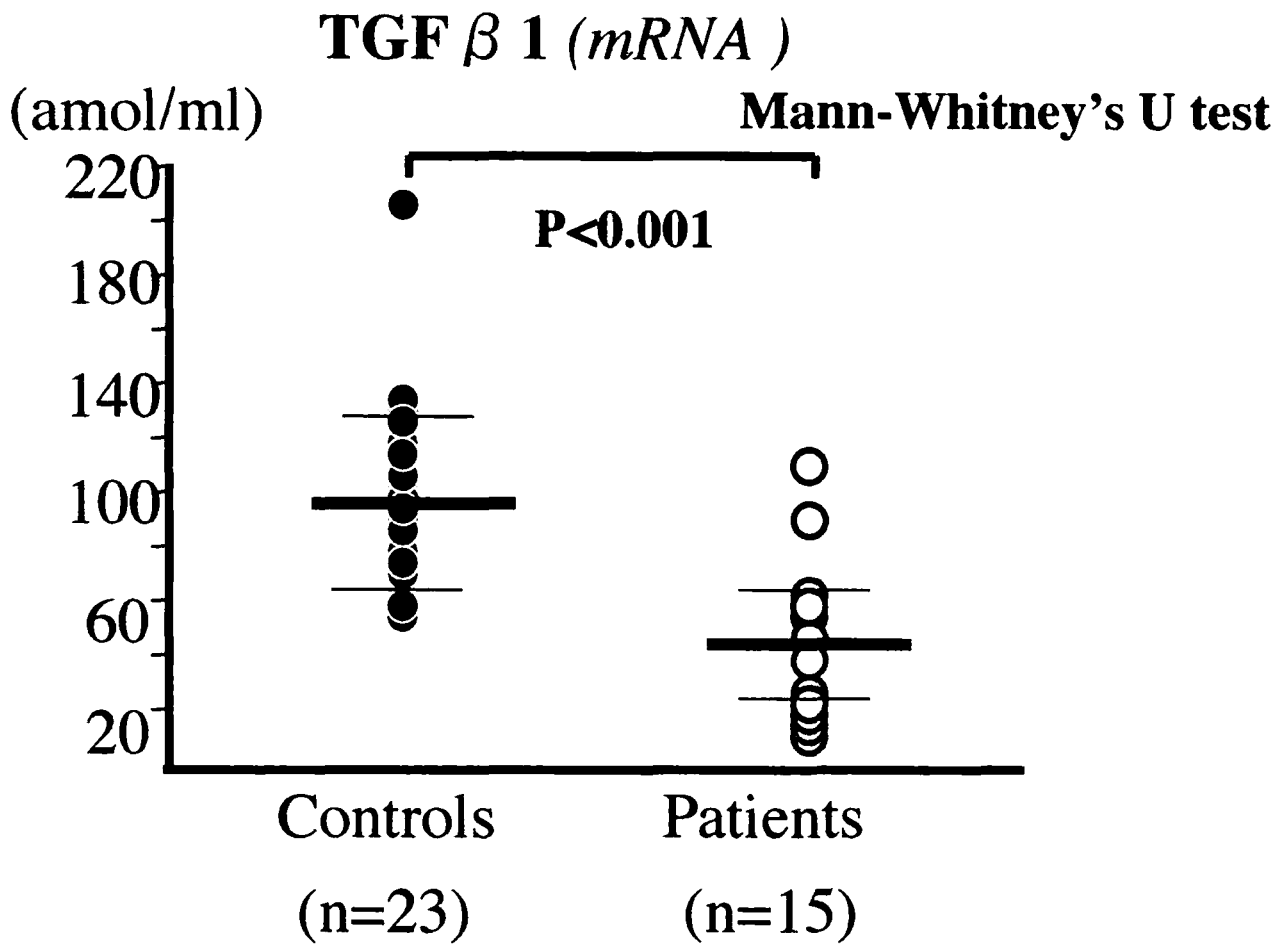 TGF β 1 (mRNA )
(amol/ml)
Mann-Whitney's U test
220
P<0.001
180
140
100
60
20
Controls
Patients
(n=23)
(n=15)